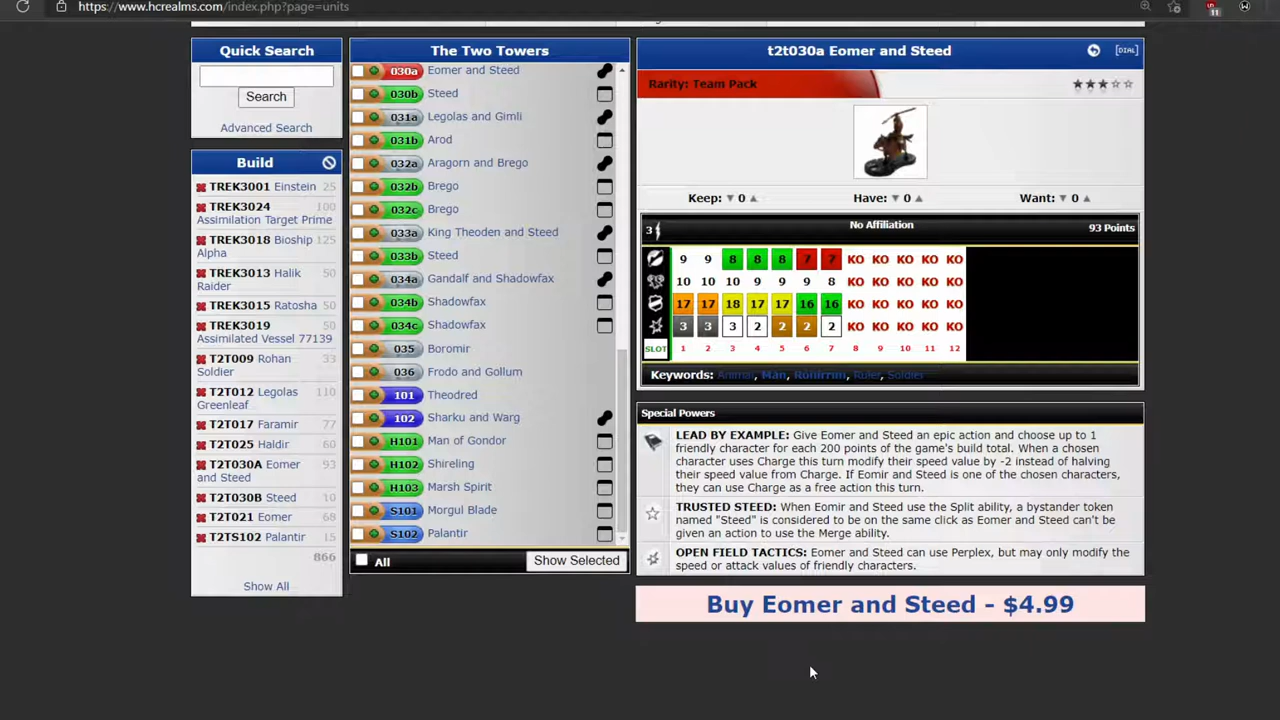 https://www.hcrealms.com/index.php?page=units
11
Quick Search
Search
Advanced Search
Build
TREK3001 Einstein 25
TREK3024 100
Assimilation Target Prime
TREK3018 Bioship 125
Alpha
TREK3013 Halik 50
Raider
TREK3015 Ratosha 50
TREK3019 50
Assimilated Vessel 77139
T2T009 Rohan 33
Soldier
T2T012 Legolas 110
Greenleaf
T2T017 Faramir 77
T2T025 Haldir 60
T2T030A Eomer 93
and Steed
T2T030B Steed 10
T2T021 Eomer 68
T2TS102 Palantir 15
866
Show All
The Two Towers
030a Eomer and Steed
030b Steed
031a Legolas and Gimli
031b Arod
032a Aragorn and Brego
032b Brego
032c Brego
033a King Theoden and Steed
033b Steed
034a Gandalf and Shadowfax
034b Shadowfax
034c Shadowfax
035 Boromir
036 Frodo and Gollum
101 Theodred
102 Sharku and Warg
H101 Man of Gondor
H102 Shireling
H103 Marsh Spirit
S101 Morgul Blade
S102 Palantir
All Show Selected
t2t030a Eomer and Steed
[DIAL]
Rarity: Team Pack
Keep: 0 Have: 0 Want: 0
3 No Affiliation 93 Points
9 9 8 8 8 7 7 KO KO KO KO KO
10 10 10 9 9 9 8 KO KO KO KO KO
17 17 18 17 17 16 16 KO KO KO KO KO
3 3 3 2 2 2 2 KO KO KO KO KO
SLOT 1 2 3 4 5 6 7 8 9 10 11 12
Keywords: Animal, Man, Rohirrim, Ruler, Soldier
Special Powers
LEAD BY EXAMPLE: Give Eomer and Steed an epic action and choose up to 1
friendly character for each 200 points of the game's build total. When a chosen
character uses Charge this turn modify their speed value by -2 instead of halving
their speed value from Charge. If Eomir and Steed is one of the chosen characters,
they can use Charge as a free action this turn.
TRUSTED STEED: When Eomir and Steed use the Split ability, a bystander token
named "Steed" is considered to be on the same click as Eomer and Steed can't be
given an action to use the Merge ability.
OPEN FIELD TACTICS: Eomer and Steed can use Perplex, but may only modify the
speed or attack values of friendly characters.
Buy Eomer and Steed - $4.99